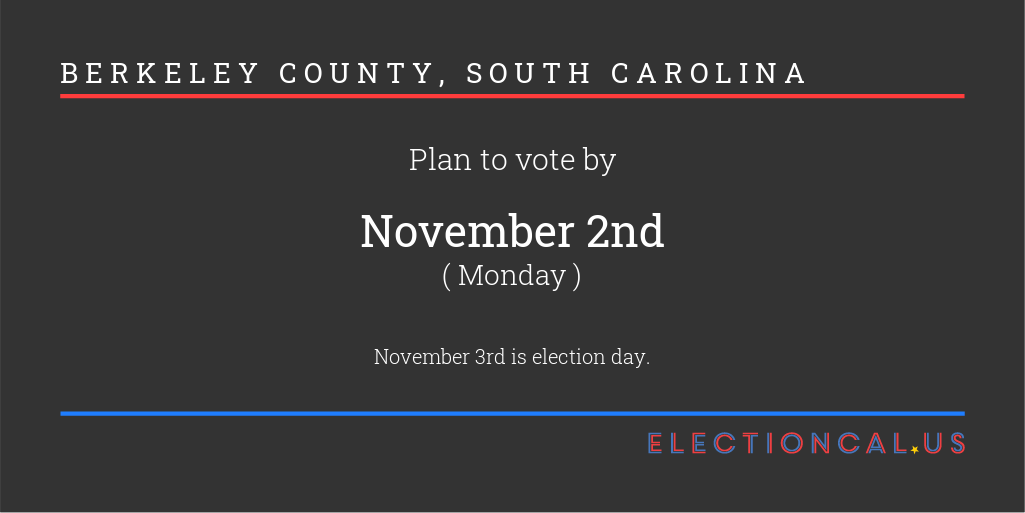 BERKELEY COUNTY, SOUTH CAROLINA
Plan to vote by
November 2nd
( Monday )
November 3rd is election day.
ELECTIONCAL.US